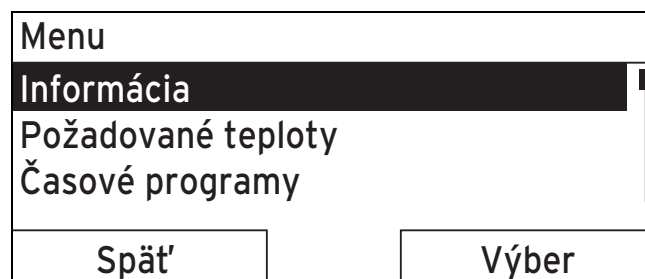 Menu
Informácia
Požadované teploty
Časové programy
Späť
Výber